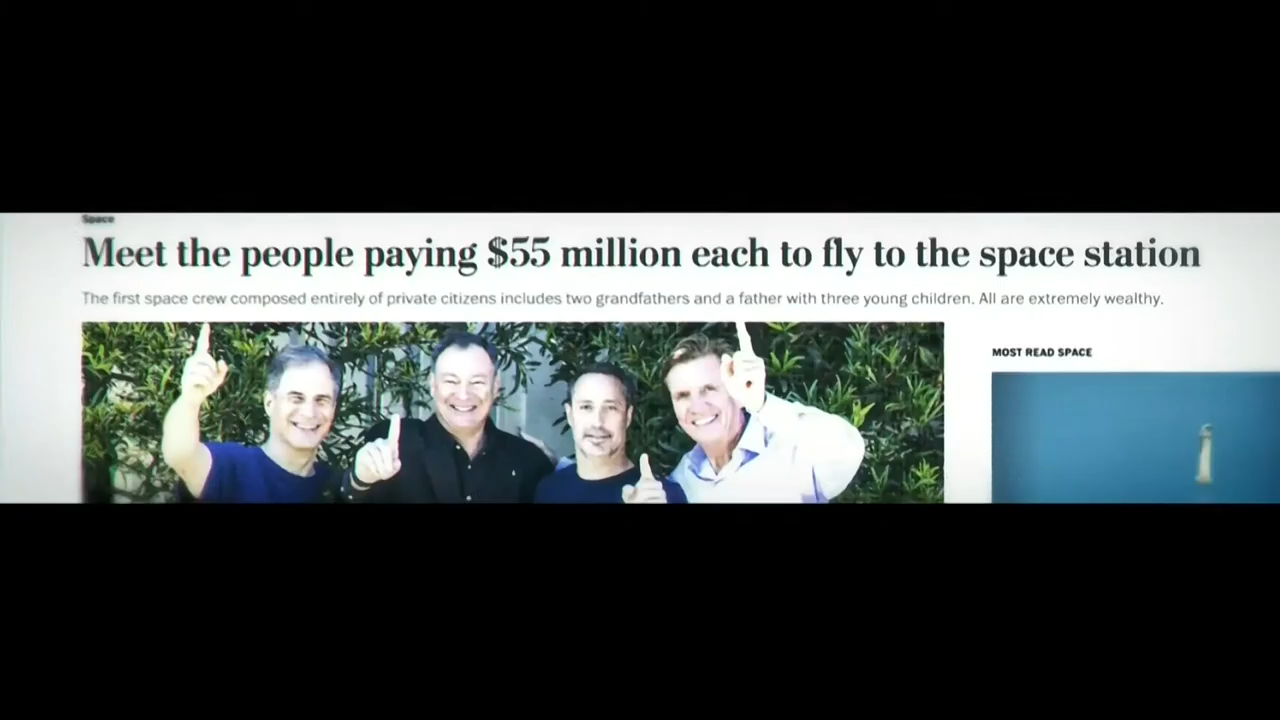 Space
Meet the people paying $55 million each to fly to the space station
The first space crew composed entirely of private citizens includes two grandfathers and a father with three young children. All are extremely wealthy.
MOST READ SPACE